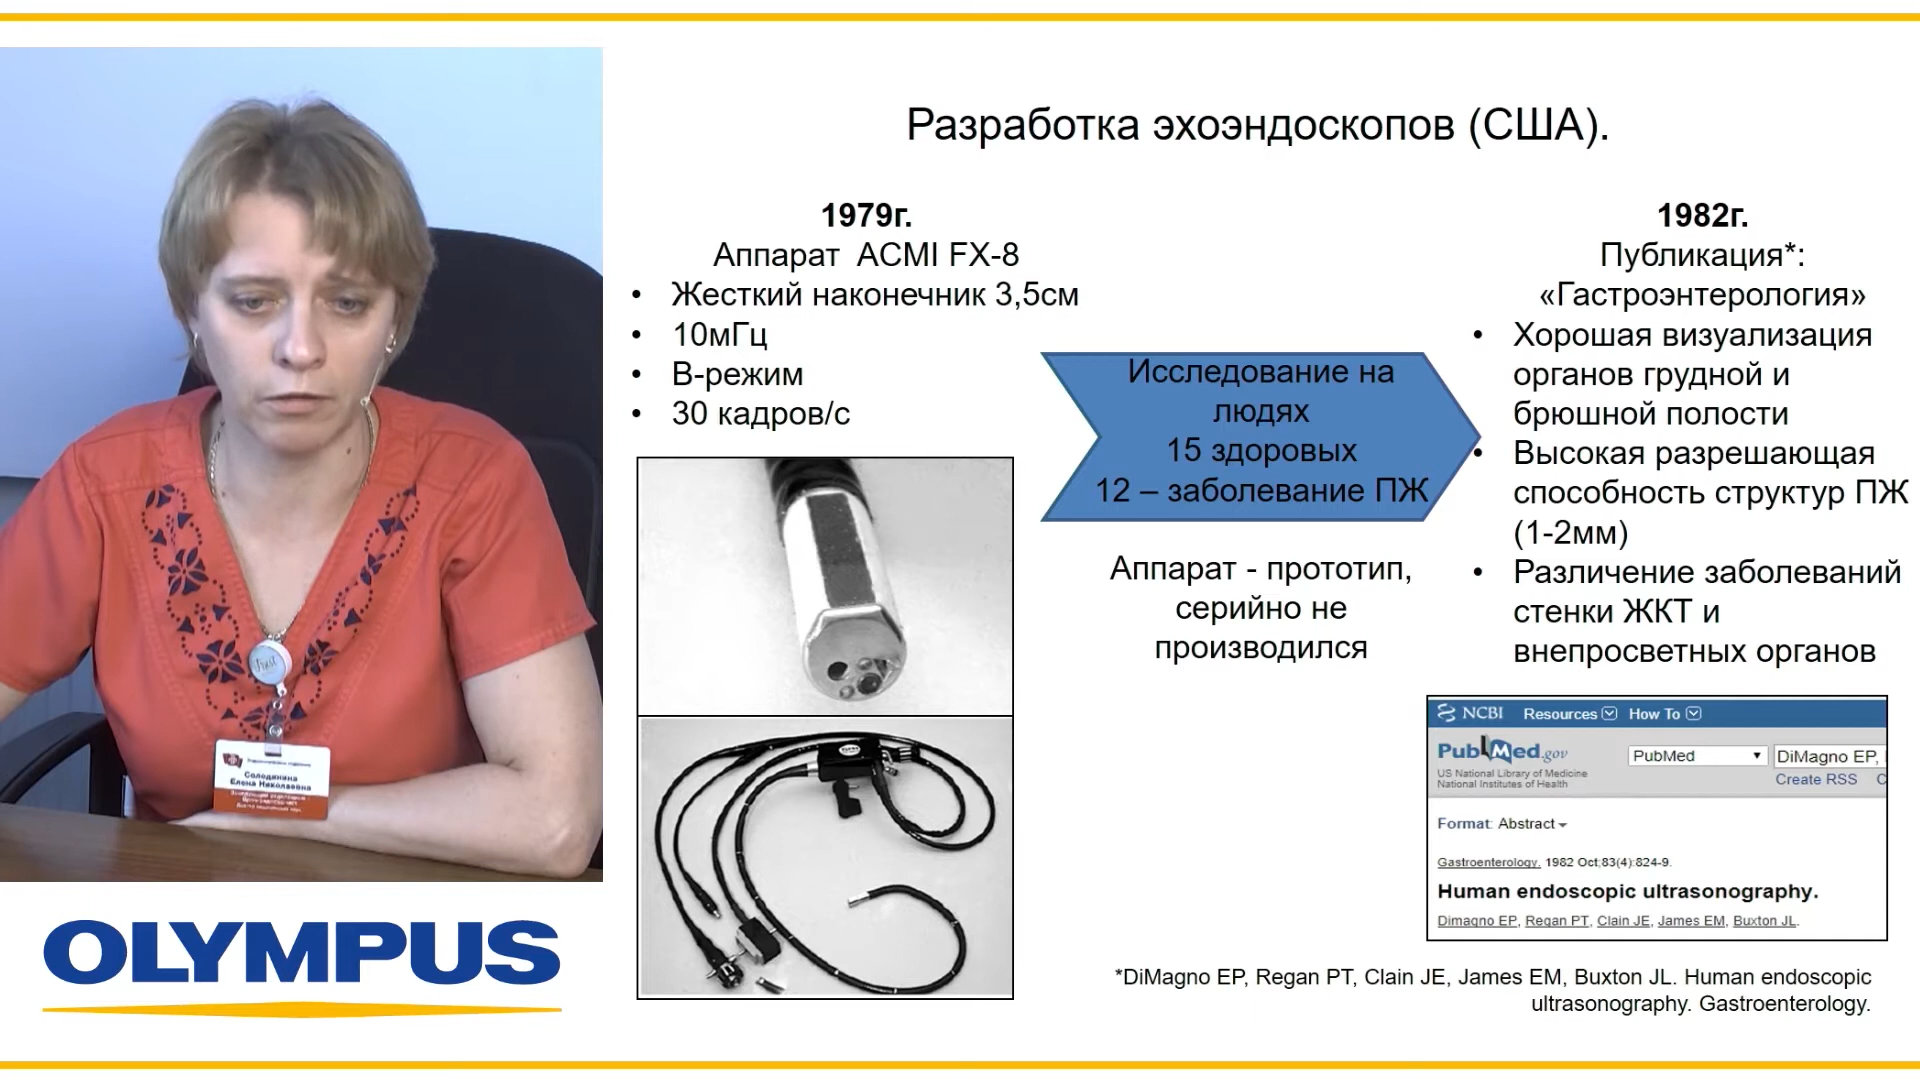 Разработка эхоэндоскопов (США).
1979г.
Аппарат ACMI FX-8
• Жесткий наконечник 3,5см
• 10мГц
• В-режим
• 30 кадров/с
Исследование на
людях
15 здоровых
12 – заболевание ПЖ
Аппарат - прототип,
серийно не
производился
1982г.
Публикация*:
«Гастроэнтерология»
• Хорошая визуализация
органов грудной и
брюшной полости
• Высокая разрешающая
способность структур ПЖ
(1-2мм)
• Различение заболеваний
стенки ЖКТ и
внепросветных органов
NCBI Resources How To
PubMed.gov
US National Library of Medicine
National Institutes of Health
PubMed
DiMagno EP,
Create RSS
Format: Abstract
Gastroenterology. 1982 Oct;83(4):824-9.
Human endoscopic ultrasonography.
Dimagno EP, Regan PT, Clain JE, James EM, Buxton JL.
*DiMagno EP, Regan PT, Clain JE, James EM, Buxton JL. Human endoscopic
ultrasonography. Gastroenterology.
Солодинина
Елена Николаевна
OLYMPUS